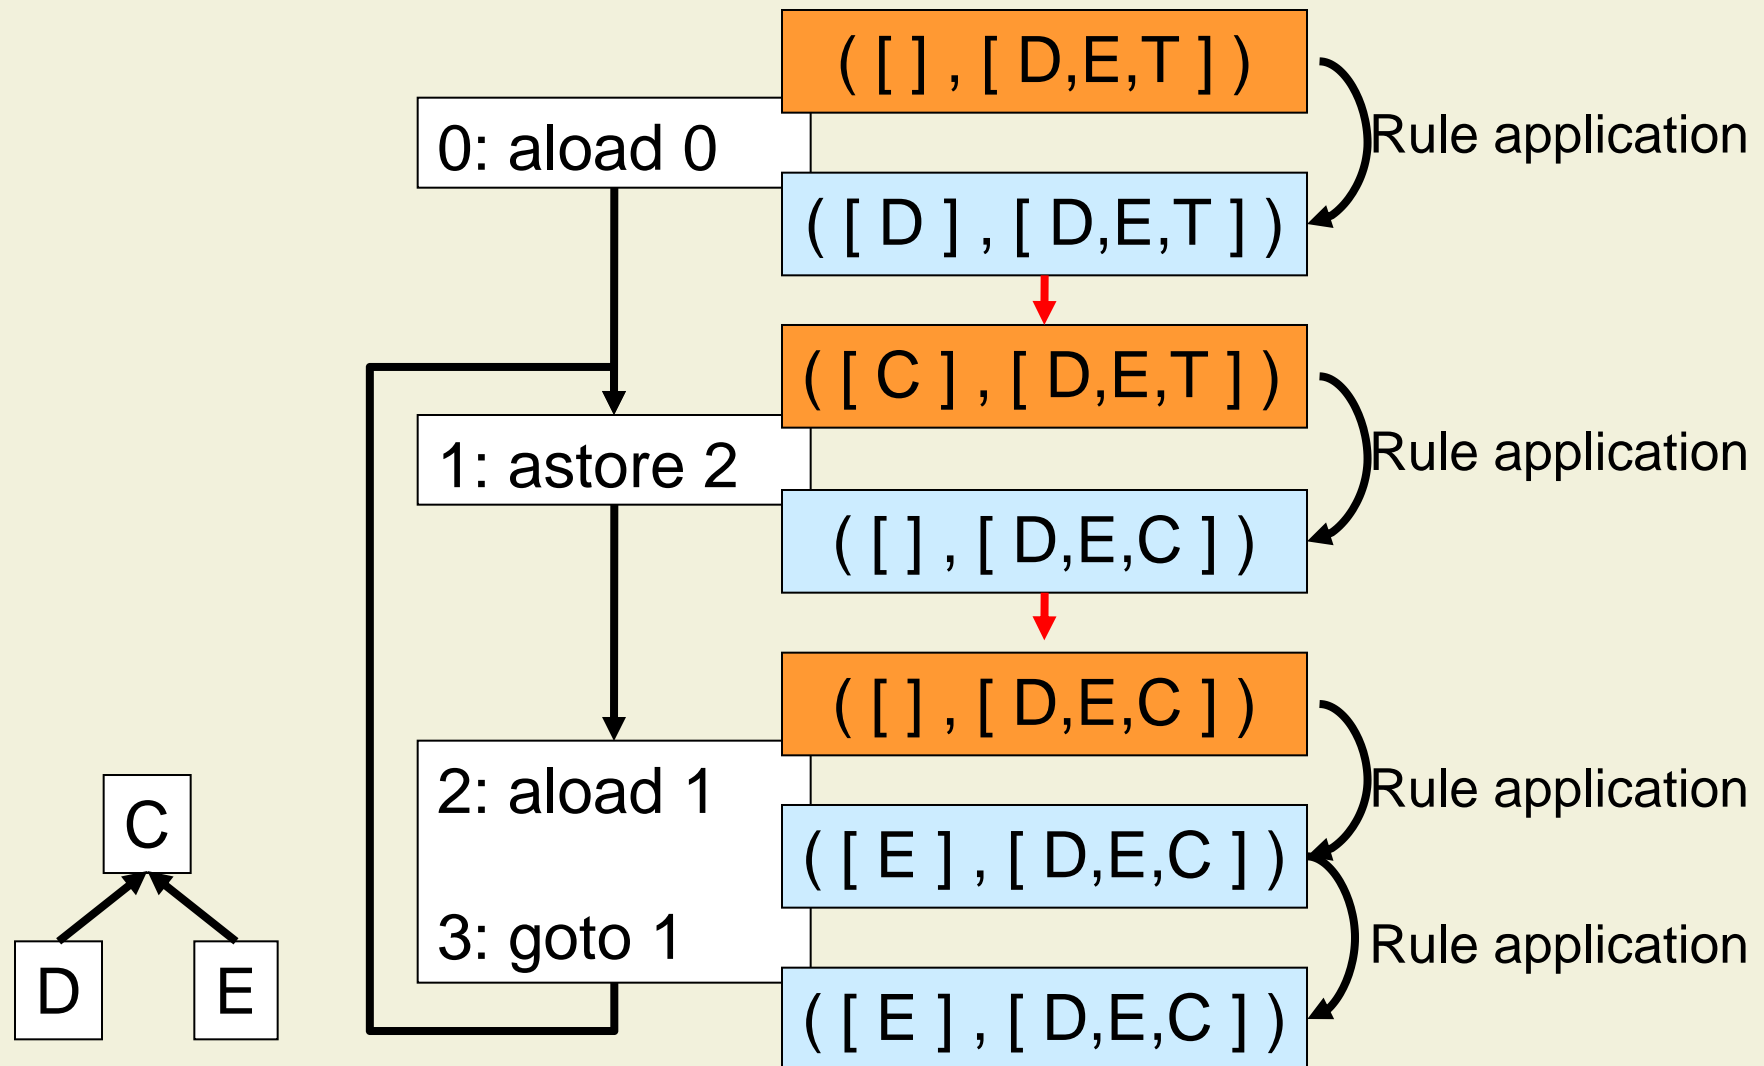 ( [ ] , [ D,E,T ] )
0: aload 0
Rule application
( [ D ] , [ D,E,T ] )
( [ C ] , [ D,E,T ] )
1: astore 2
Rule application
( [ ] , [ D,E,C ] )
( [ ] , [ D,E,C ] )
2: aload 1
Rule application
( [ E ] , [ D,E,C ] )
3: goto 1
Rule application
( [ E ] , [ D,E,C ] )
C
D E